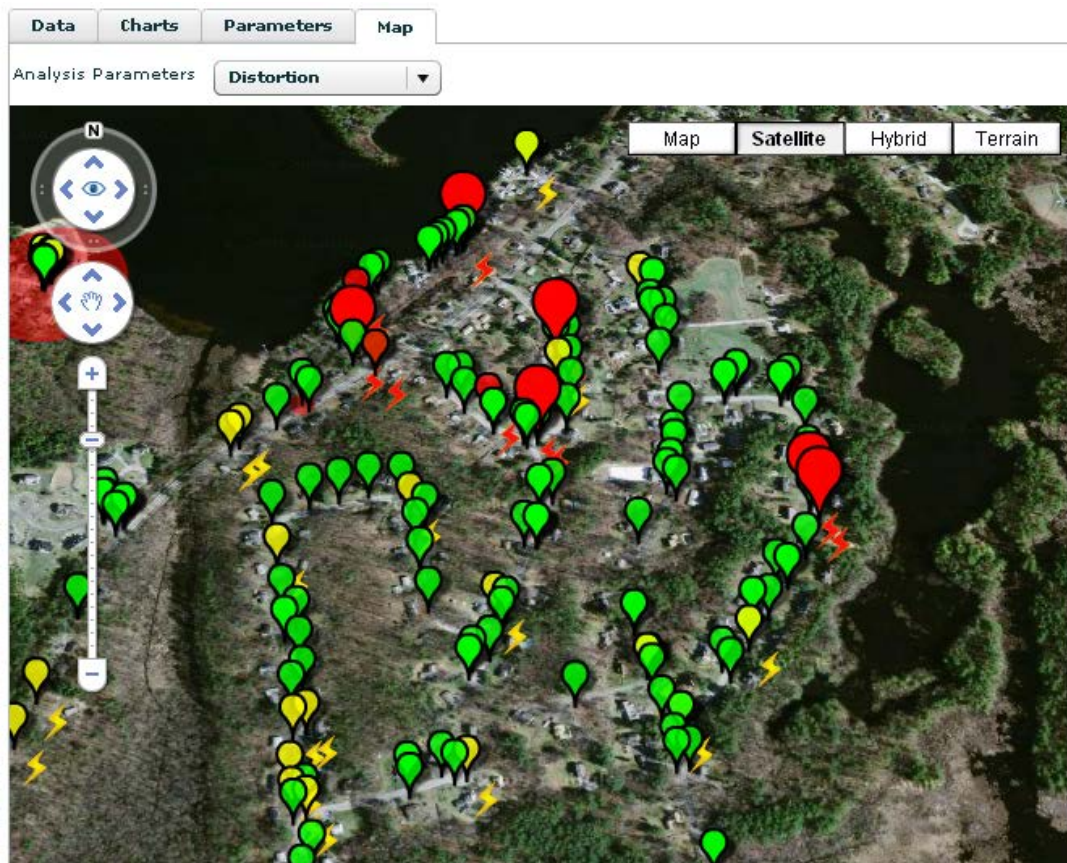 Data Charts Parameters Map
Analysis Parameters Distortion
N
Map Satellite Hybrid Terrain